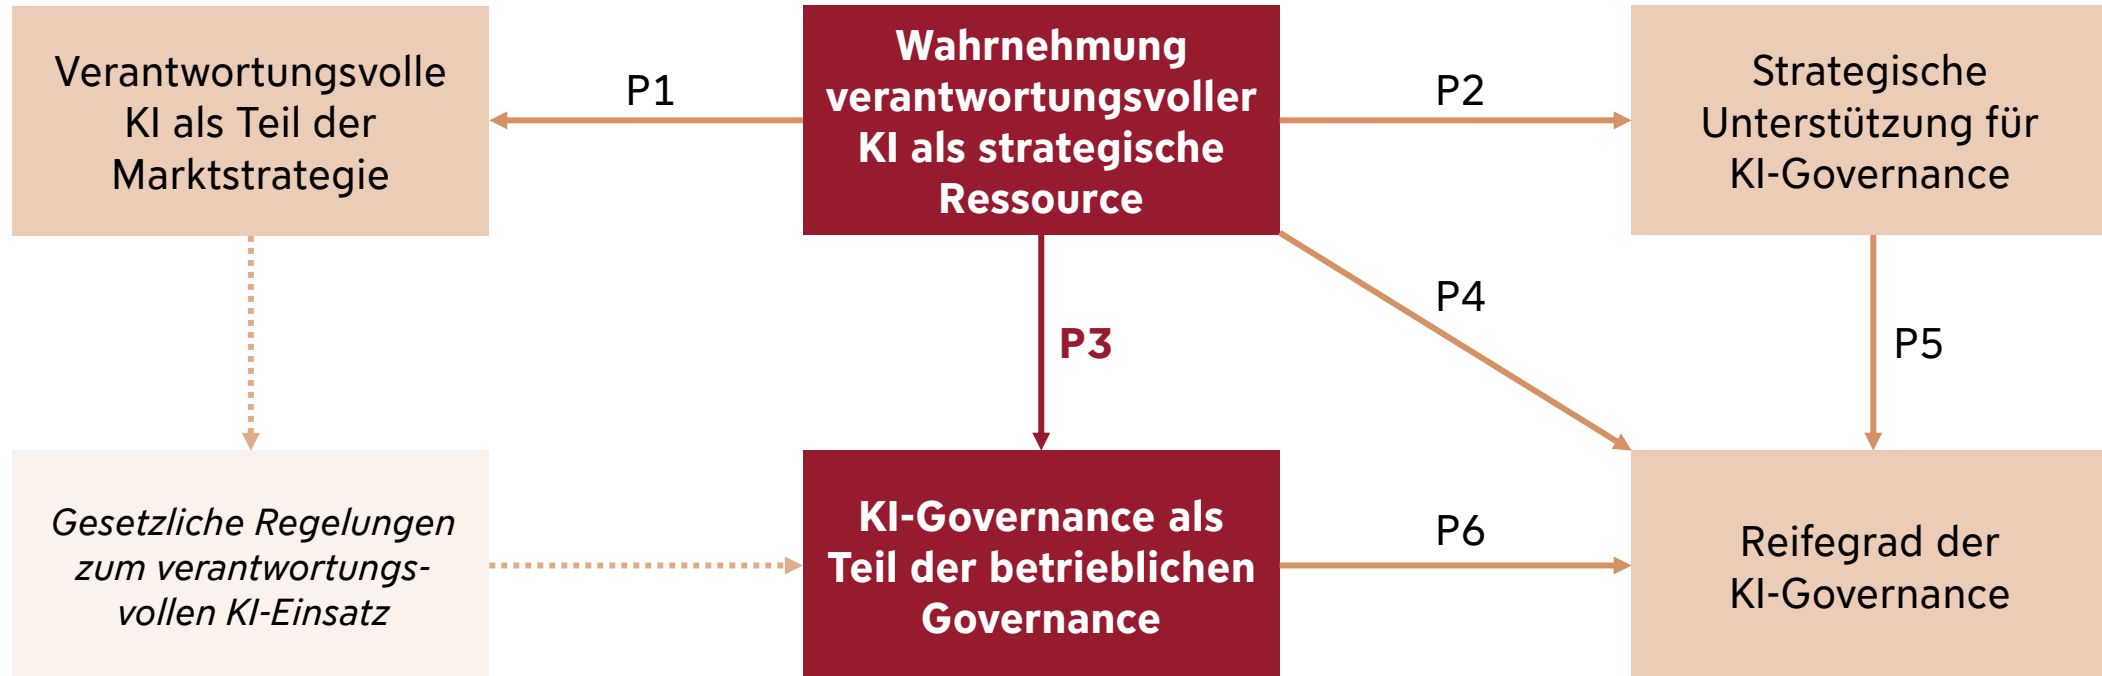 Verantwortungsvolle
KI als Teil der
Marktstrategie
P1
Wahrnehmung
verantwortungsvoller
KI als strategische
Ressource
P2
Strategische
Unterstützung für
KI-Governance
P3
P4
P5
Gesetzliche Regelungen
zum verantwortungs-
vollen KI-Einsatz
KI-Governance als
Teil der betrieblichen
Governance
P6
Reifegrad der
KI-Governance